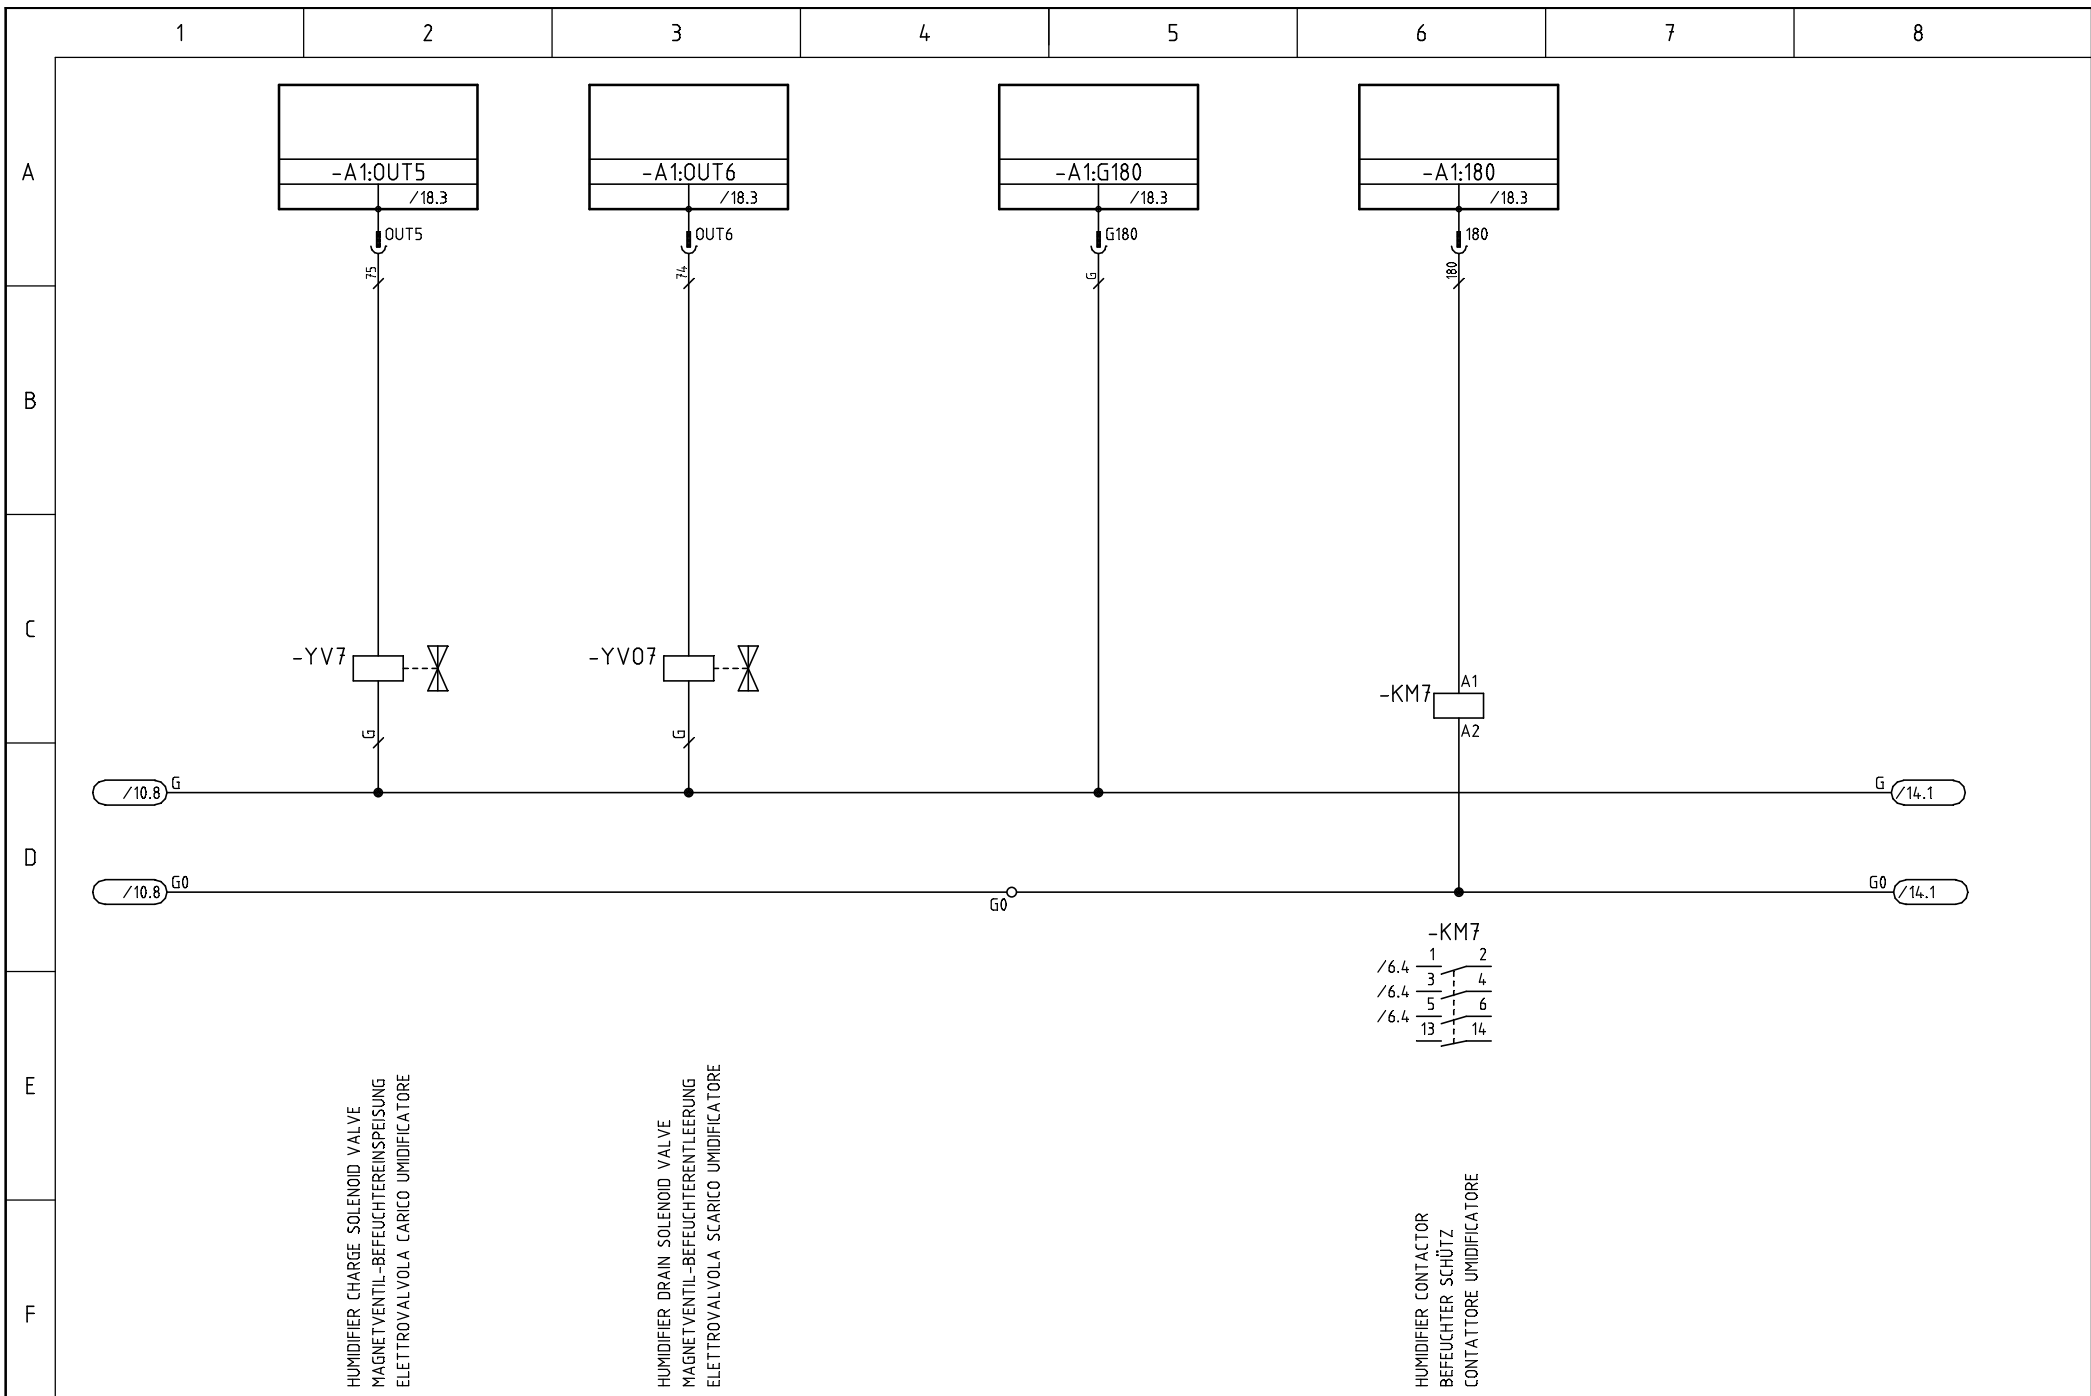 1 2 3 4 5 6 7 8
A
-A1:OUT5
/18.3
OUT5
75
-A1:OUT6
/18.3
OUT6
74
-A1:G180
/18.3
G180
G
-A1:180
/18.3
180
180
B
C
-YV7
G
-YV07
G
-KM7
A1
A2
/10.8
G
G
/14.1
D
/10.8
G0
G0
G0
/14.1
-KM7
/6.4 1 2
/6.4 3 4
/6.4 5 6
13 14
E
F
HUMIDIFIER CHARGE SOLENOID VALVE
MAGNETVENTIL-BEFEUCHTEREINSPEISUNG
ELETTROVALVOLA CARICO UMIDIFICATORE
HUMIDIFIER DRAIN SOLENOID VALVE
MAGNETVENTIL-BEFEUCHTERENTLEERUNG
ELETTROVALVOLA SCARICO UMIDIFICATORE
HUMIDIFIER CONTACTOR
BEFEUCHTER SCHÜTZ
CONTATTORE UMIDIFICATORE